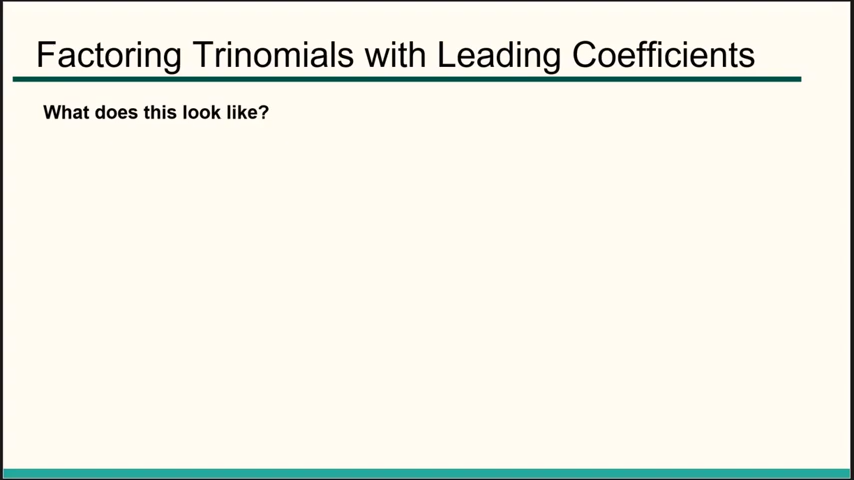 Factoring Trinomials with Leading Coefficients
What does this look like?